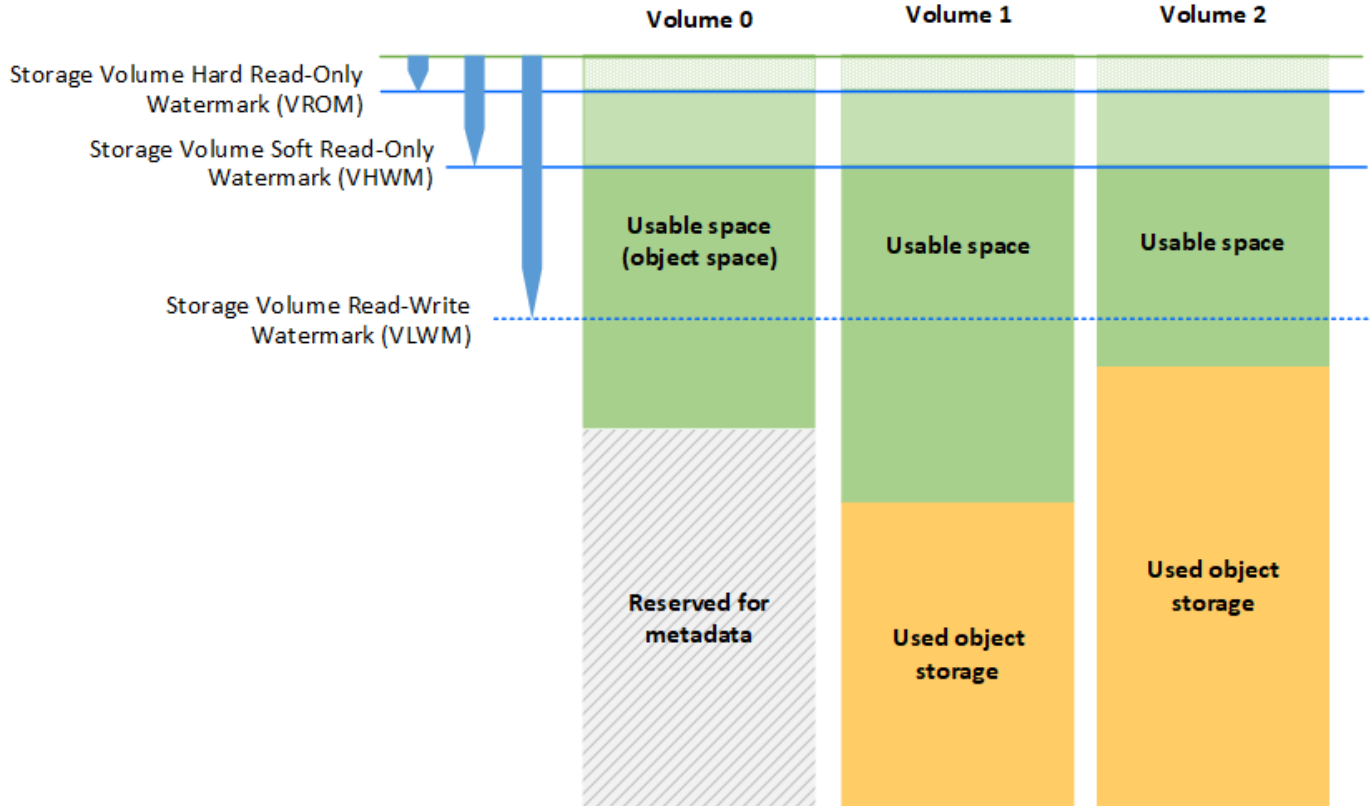 Volume 0
Volume 1
Volume 2
Storage Volume Hard Read-Only
Watermark (VROM)
Storage Volume Soft Read-Only
Watermark (VHWM)
Storage Volume Read-Write
Watermark (VLWM)
Usable space
(object space)
Usable space
Usable space
Reserved for
metadata
Used object
storage
Used object
storage